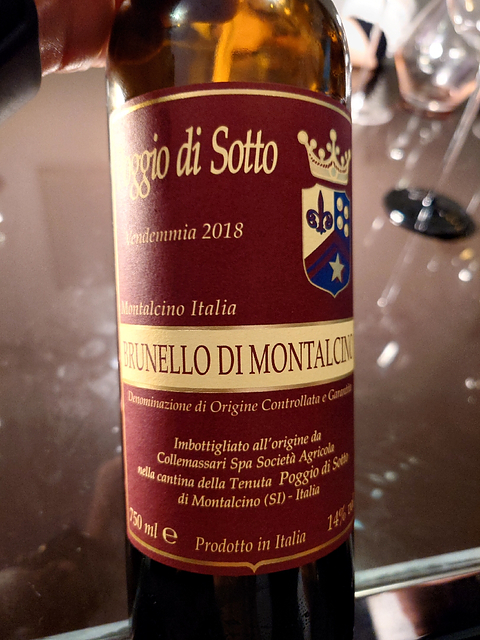 Poggio di Sotto
Vendemmia 2018
Montalcino Italia
BRUNELLO DI MONTALCINO
Denominazione di Origine Controllata e Garantita
Imbottigliato all'origine da
Collemassari Spa Società Agricola
nella cantina della Tenuta Poggio di Sotto
di Montalcino (SI) - Italia
750 ml e
14%
Prodotto in Italia